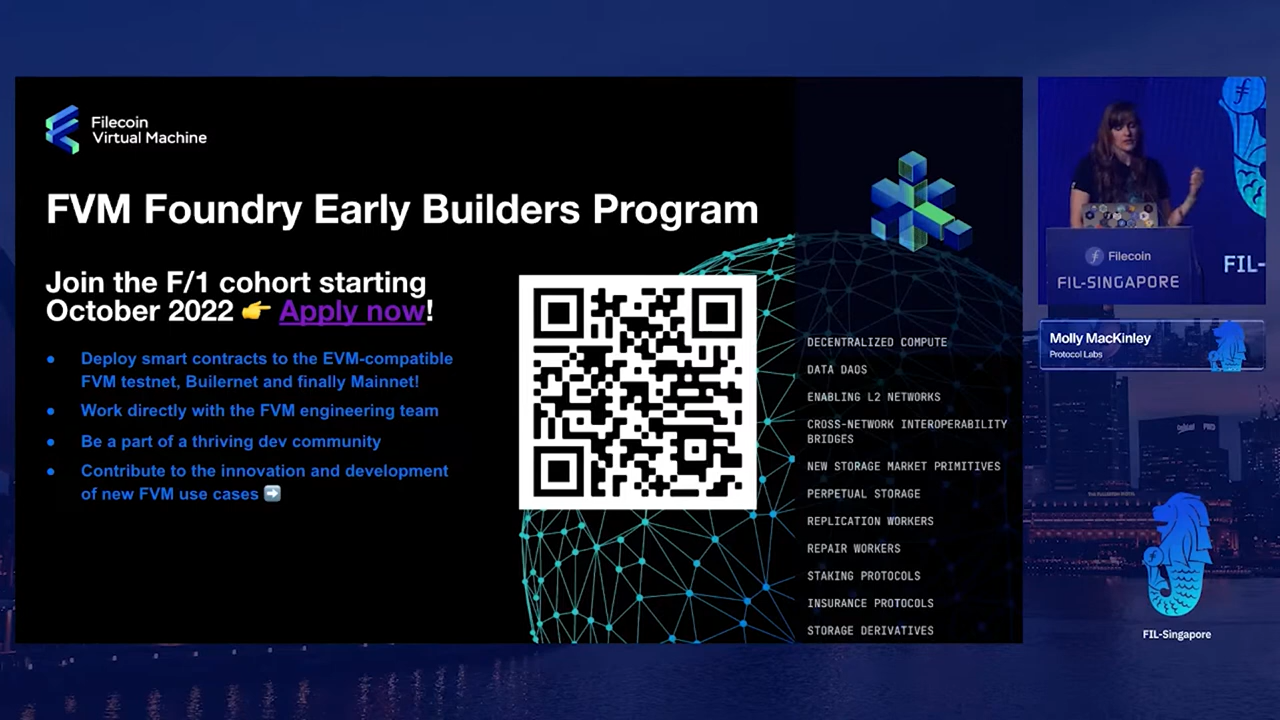 Filecoin
Virtual Machine
FVM Foundry Early Builders Program
Join the F/1 cohort starting
October 2022 👉 Apply now!
● Deploy smart contracts to the EVM-compatible
FVM testnet, Builernet and finally Mainnet!
● Work directly with the FVM engineering team
● Be a part of a thriving dev community
● Contribute to the innovation and development
of new FVM use cases ➡️
DECENTRALIZED COMPUTE
DATA DAOS
ENABLING L2 NETWORKS
CROSS-NETWORK INTEROPERABILITY
BRIDGES
NEW STORAGE MARKET PRIMITIVES
PERPETUAL STORAGE
REPLICATION WORKERS
REPAIR WORKERS
STAKING PROTOCOLS
INSURANCE PROTOCOLS
STORAGE DERIVATIVES
Filecoin
FIL-SINGAPORE
FIL-
Molly MacKinley
Protocol Labs
FIL-Singapore